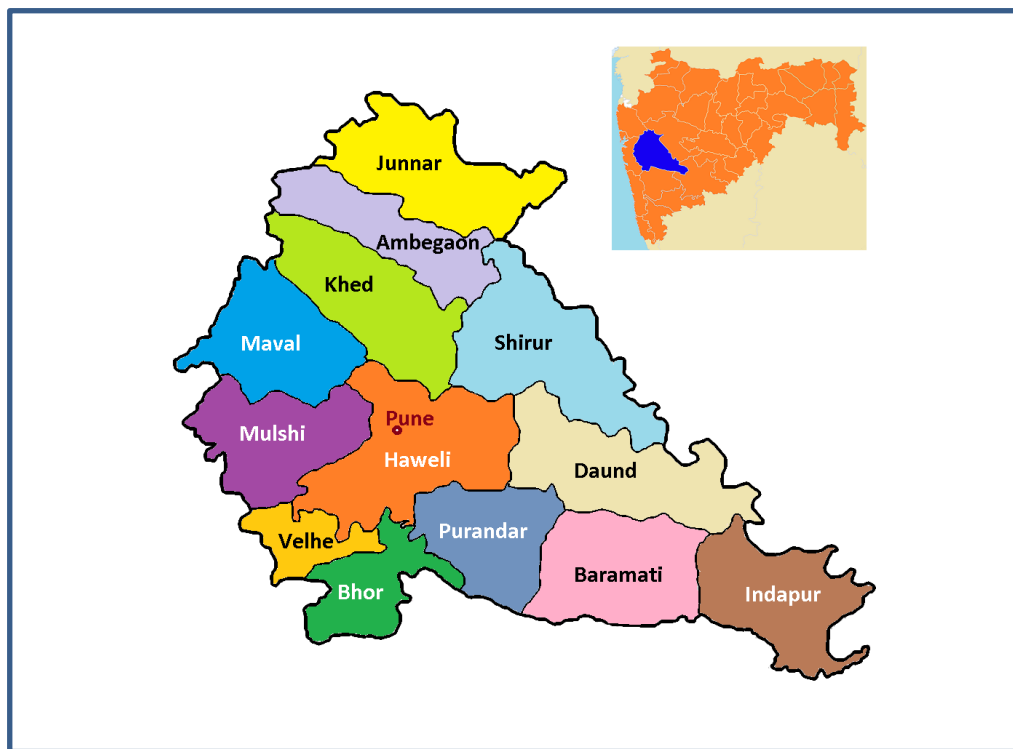 Junnar
Ambegaon
Khed
Maval
Shirur
Pune
Mulshi
Haweli
Daund
Purandar
Velhe
Baramati
Bhor
Indapur